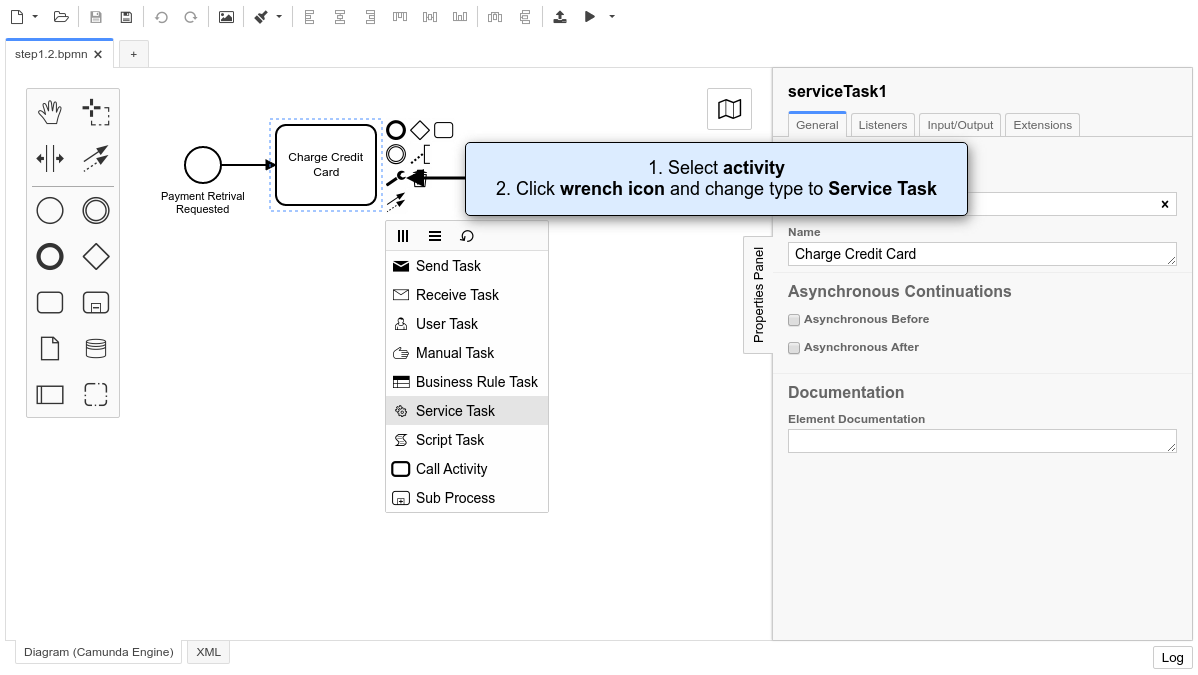 step1.2.bpmn
+
serviceTask1
General
Listeners
Input/Output
Extensions
Charge Credit
Card
Payment Retrival
Requested
1. Select activity
2. Click wrench icon and change type to Service Task
Name
Charge Credit Card
Send Task
Receive Task
User Task
Manual Task
Business Rule Task
Service Task
Script Task
Call Activity
Sub Process
Properties Panel
Asynchronous Continuations
Asynchronous Before
Asynchronous After
Documentation
Element Documentation
Diagram (Camunda Engine)
XML
Log